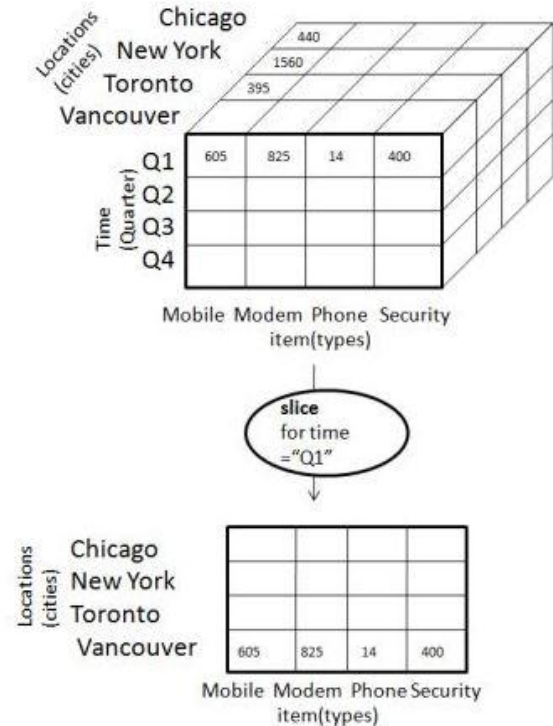 Locations
(cities)
Chicago
New York
Toronto
Vancouver
440
1560
395
Time
(Quarter)
Q1 605 825 14 400
Q2
Q3
Q4
Mobile Modem Phone Security
item(types)
slice
for time
="Q1"
Locations
(cities)
Chicago
New York
Toronto
Vancouver 605 825 14 400
Mobile Modem Phone Security
item(types)